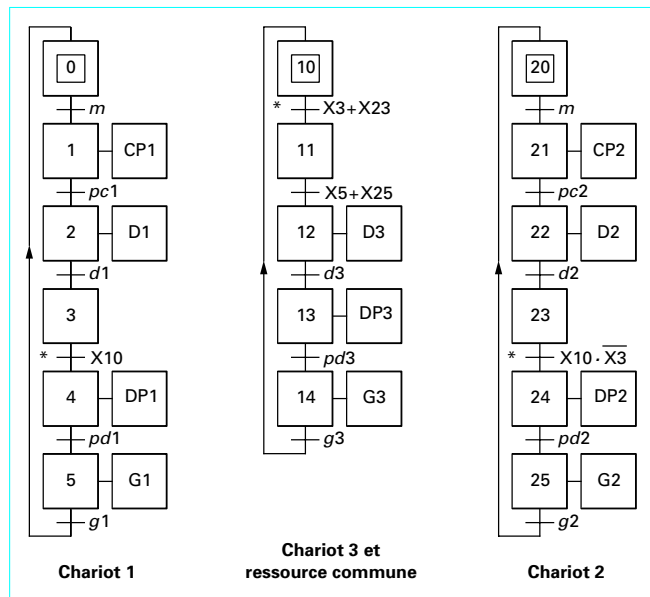 0
m
1 CP1
pc1
2 D1
d1
3
* X10
4 DP1
pd1
5 G1
g1
Chariot 1
10
* X3+X23
11
X5+X25
12 D3
d3
13 DP3
pd3
14 G3
g3
Chariot 3 et
ressource commune
20
m
21 CP2
pc2
22 D2
d2
23
* X10 · X̅3̅
24 DP2
pd2
25 G2
g2
Chariot 2